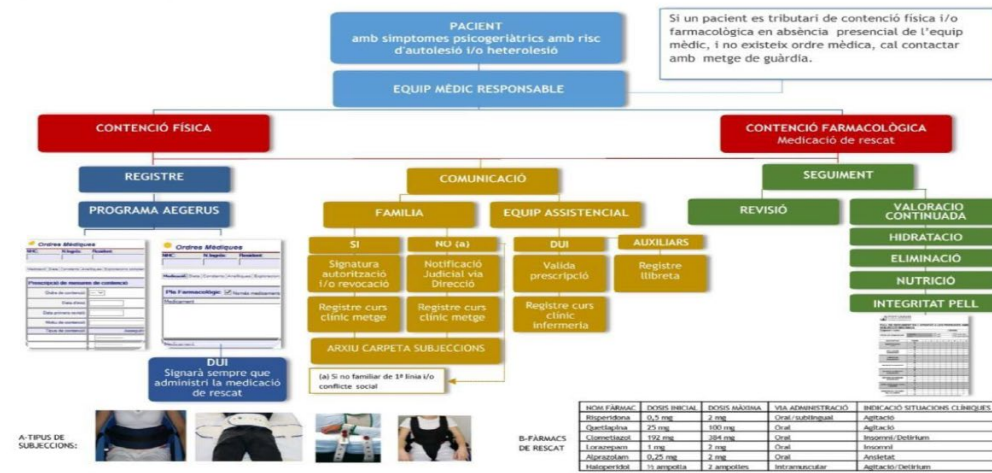 PACIENT
amb simptomes psicogeriàtrics amb risc
d'autolesió i/o heterolesió
Si un pacient es tributari de contenció física i/o
farmacològica en absència presencial de l'equip
mèdic, i no existeix ordre mèdica, cal contactar
amb metge de guàrdia.
EQUIP MÈDIC RESPONSABLE
CONTENCIÓ FÍSICA
CONTENCIÓ FARMACOLÒGICA
Medicació de rescat
REGISTRE
PROGRAMA AEGERUS
Ordres Mèdiques
NHC:
Prescripció de mesures de contenció
Ordres Mèdiques
NHC:
Pla Farmacològic
DUI
Signarà sempre que
administri la medicació
de rescat
COMUNICACIÓ
FAMILIA
SI
Signatura
autorització
i/o revocació
Registre curs
clínic metge
NO (a)
Notificació
Judicial via
Direcció
Registre curs
clínic metge
ARXIU CARPETA SUBJECCIONS
(a) Si no familiar de 1ª línia i/o
conflicte social
EQUIP ASSISTENCIAL
DUI
Valida
prescripció
Registre curs
clínic
infermeria
AUXILIARS
Registre
llibreta
SEGUIMENT
REVISIÓ
VALORACIO
CONTINUADA
HIDRATACIO
ELIMINACIÓ
NUTRICIÓ
INTEGRITAT PELL
A-TIPUS DE
SUBJECCIONS:
B-FÀRMACS
DE RESCAT
NOM FÀRMAC DOSIS INICIAL DOSIS MÀXIMA VIA ADMINISTRACIÓ INDICACIÓ SITUACIONS CLÍNIQUES
Risperidona 0,5 mg 2 mg Oral/sublingual Agitació
Quetiapina 25 mg 100 mg Oral Agitació
Clometiazol 192 mg 384 mg Oral Insomni/Delirium
Lorazepam 1 mg 2 mg Oral Insomni
Alprazolam 0,25 mg 2 mg Oral Ansietat
Haloperidol ½ ampolla 2 ampolles Intramuscular Agitació/Delirium